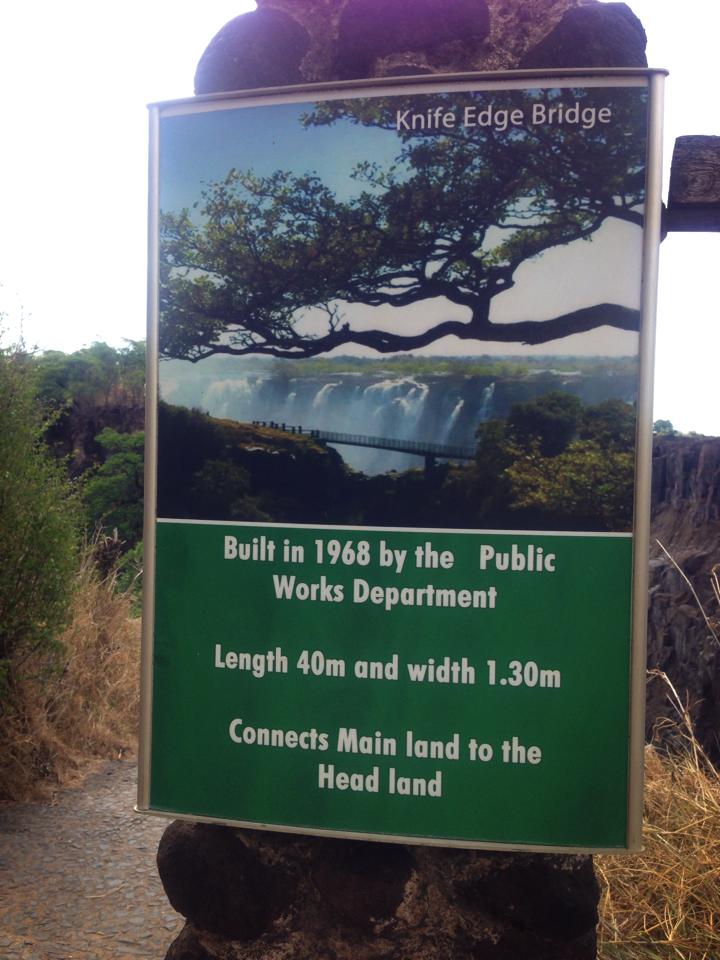 Knife Edge Bridge
Built in 1968 by the Public
Works Department
Length 40m and width 1.30m
Connects Main land to the
Head land